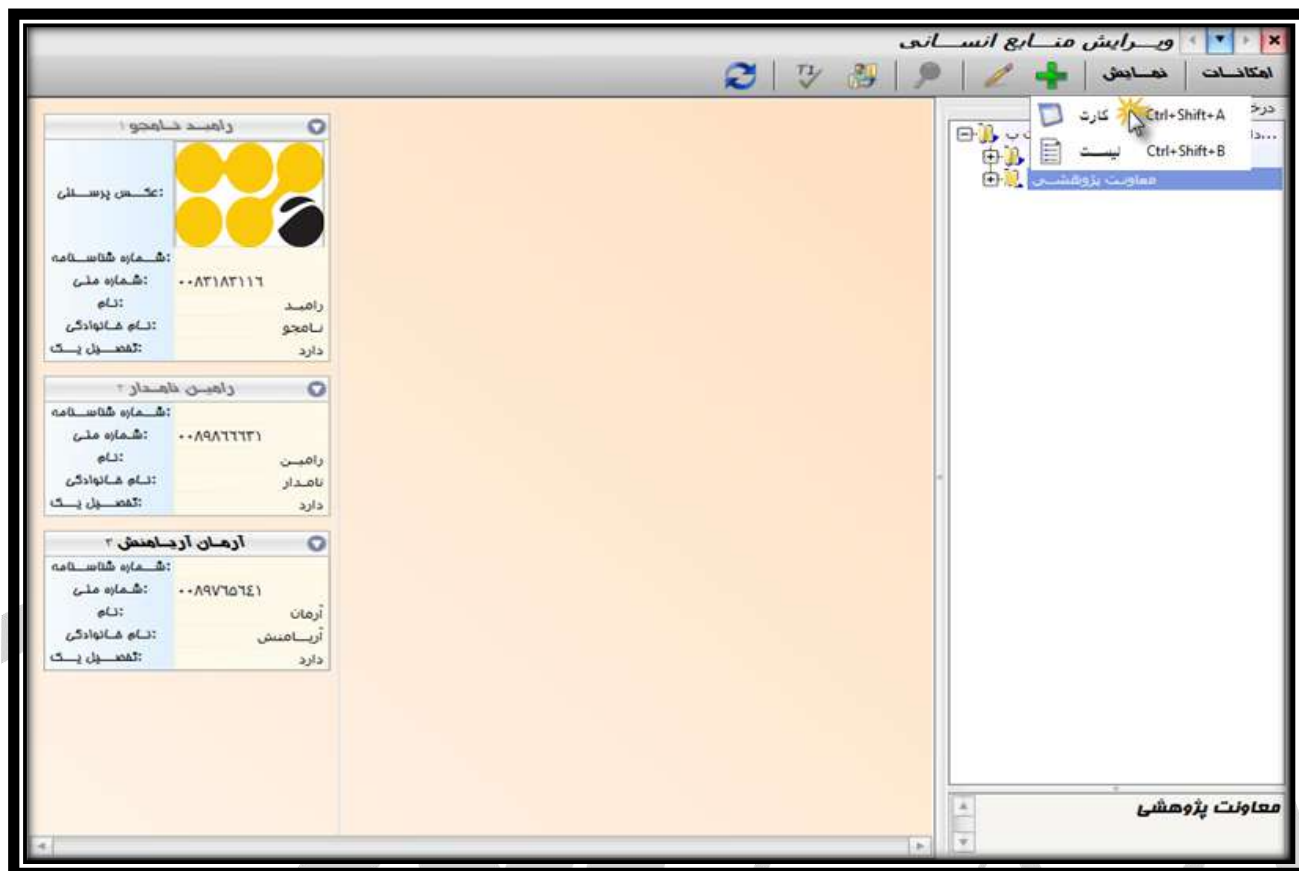 ویرایش منابع انسانی
امکانات نمایش
کارت Ctrl+Shift+A
لیست Ctrl+Shift+B
معاونت پژوهشی
معاونت پژوهشی
رامبد نامجو ۱
عکس پرسنلی:
شماره شناسنامه:
شماره ملی: ۰۰۸۳۱۸۳۱۱۶
نام: رامبد
نام خانوادگی: نامجو
تفصیل یک: دارد
رامین نامدار ۲
شماره شناسنامه:
شماره ملی: ۰۰۸۹۸۶۶۶۳۱
نام: رامین
نام خانوادگی: نامدار
تفصیل یک: دارد
آرمان آریامنش ۳
شماره شناسنامه:
شماره ملی: ۰۰۸۹۷۶۵۶۴۱
نام: آرمان
نام خانوادگی: آریامنش
تفصیل یک: دارد